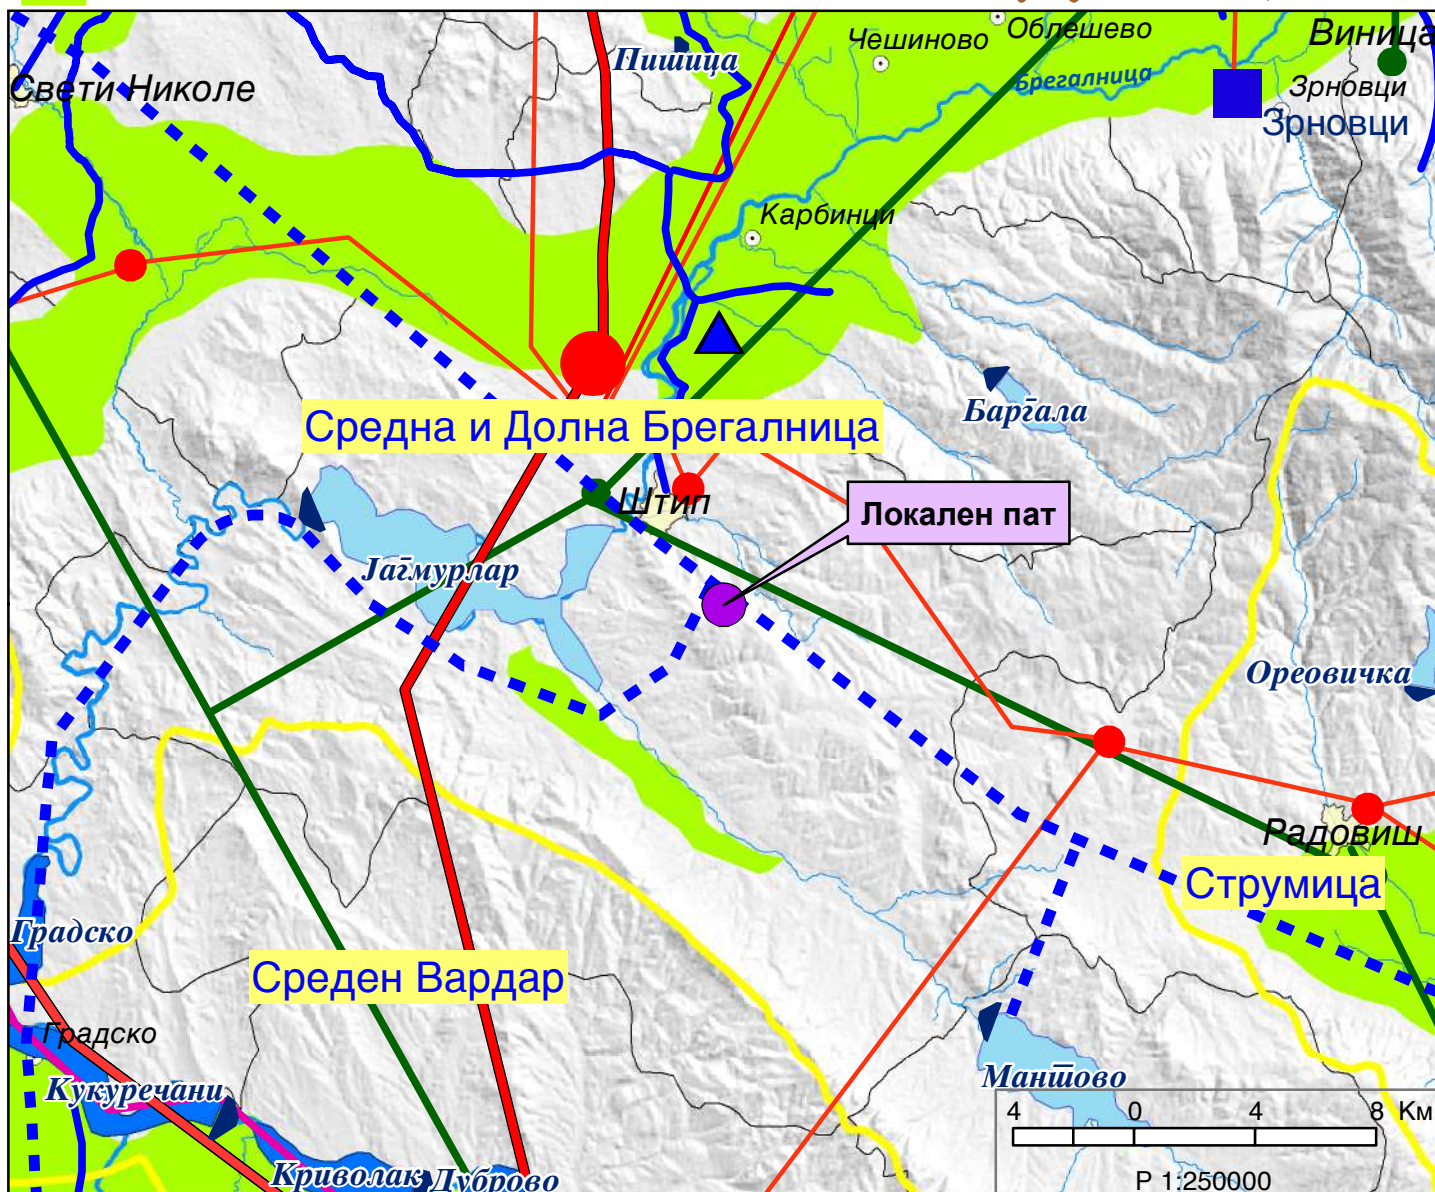 Пишица
Чешиново
Облешево
Виница
Свети Николе
Брегалница
Зрновци
Зрновци
Карбинци
Баргала
Средна и Долна Брегалница
Штип
Локален пат
Јагмурлар
Ореовичка
Радовиш
Струмица
Градско
Среден Вардар
Градско
Кукуречани
Мантово
4 0 4 8 Км
Криволак
Дуброво
Р 1:250000